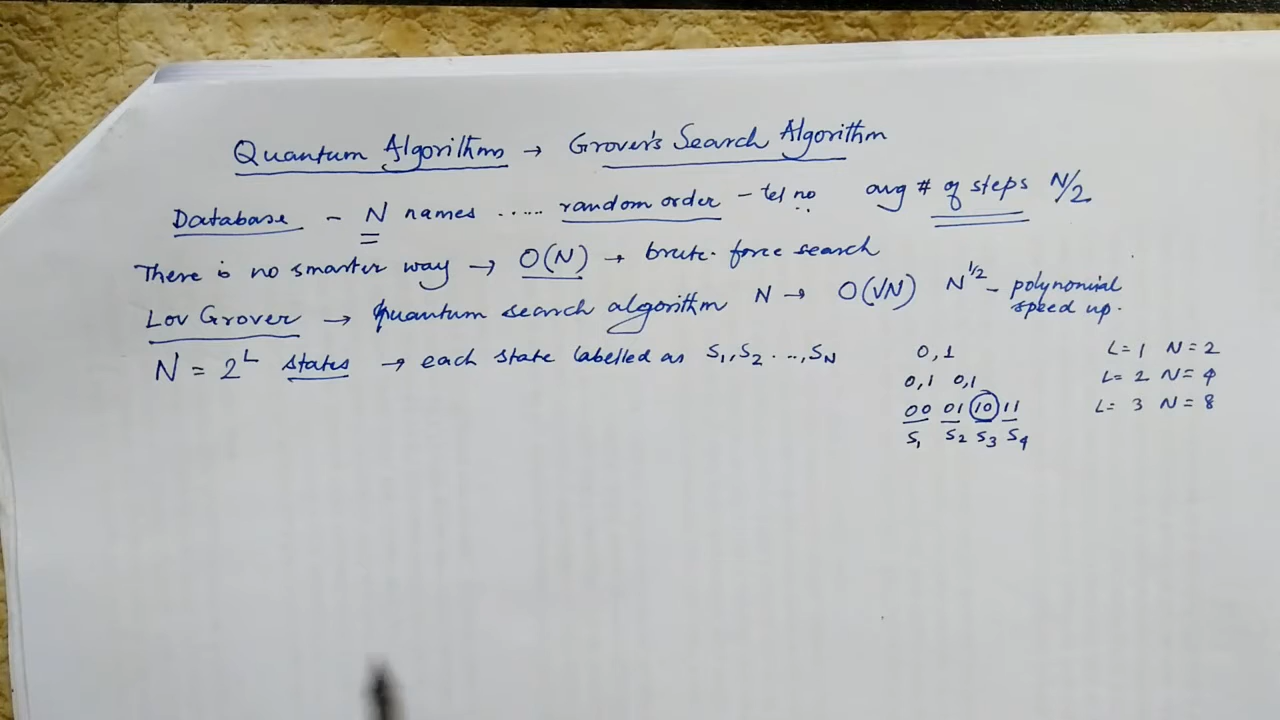 Quantum Algorithms → Grover's Search Algorithm
Database - N names ...... random order - tel no avg # of steps N/2
There is no smarter way → O(N) → brute-force search
Lov Grover → quantum search algorithm N → O(√N) N^1/2 - polynomial speed up.
N = 2^L states → each state labelled as S1, S2 ..., SN
0, 1
0,1 0,1
00 01 10 11
S1 S2 S3 S4
L= 1 N = 2
L= 2 N = 4
L= 3 N = 8